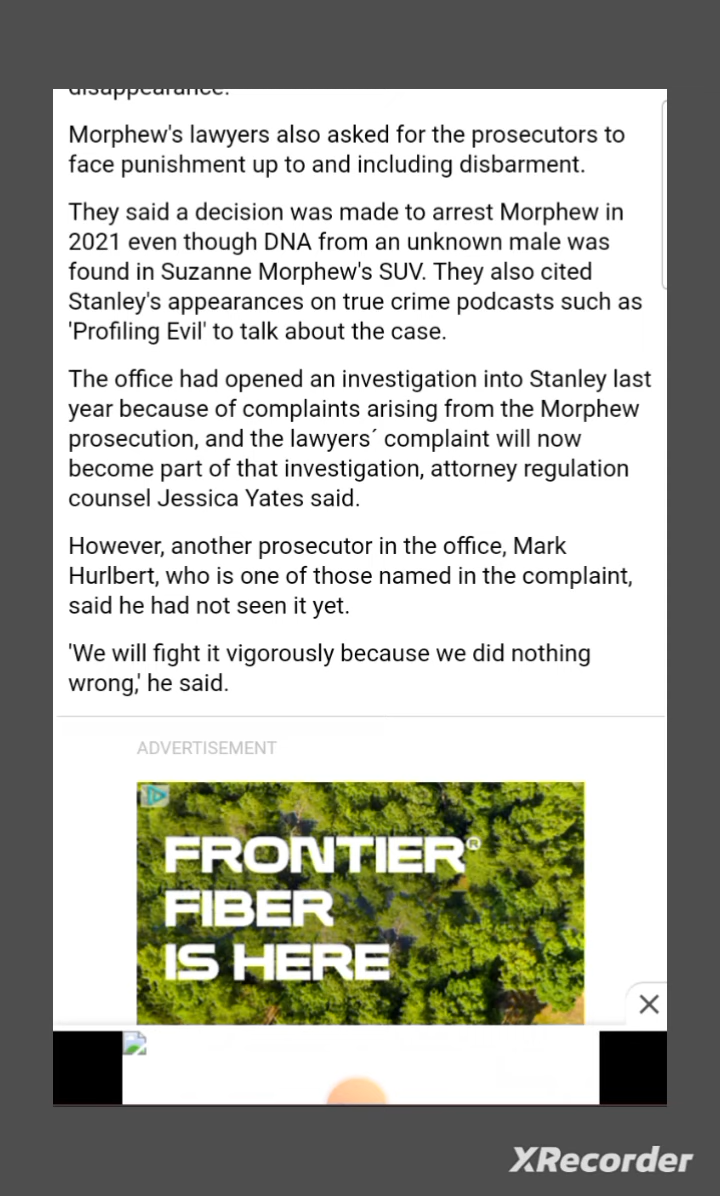 disappearance.
Morphew's lawyers also asked for the prosecutors to
face punishment up to and including disbarment.
They said a decision was made to arrest Morphew in
2021 even though DNA from an unknown male was
found in Suzanne Morphew's SUV. They also cited
Stanley's appearances on true crime podcasts such as
'Profiling Evil' to talk about the case.
The office had opened an investigation into Stanley last
year because of complaints arising from the Morphew
prosecution, and the lawyers´ complaint will now
become part of that investigation, attorney regulation
counsel Jessica Yates said.
However, another prosecutor in the office, Mark
Hurlbert, who is one of those named in the complaint,
said he had not seen it yet.
'We will fight it vigorously because we did nothing
wrong,' he said.
ADVERTISEMENT
FRONTIER®
FIBER
IS HERE
XRecorder